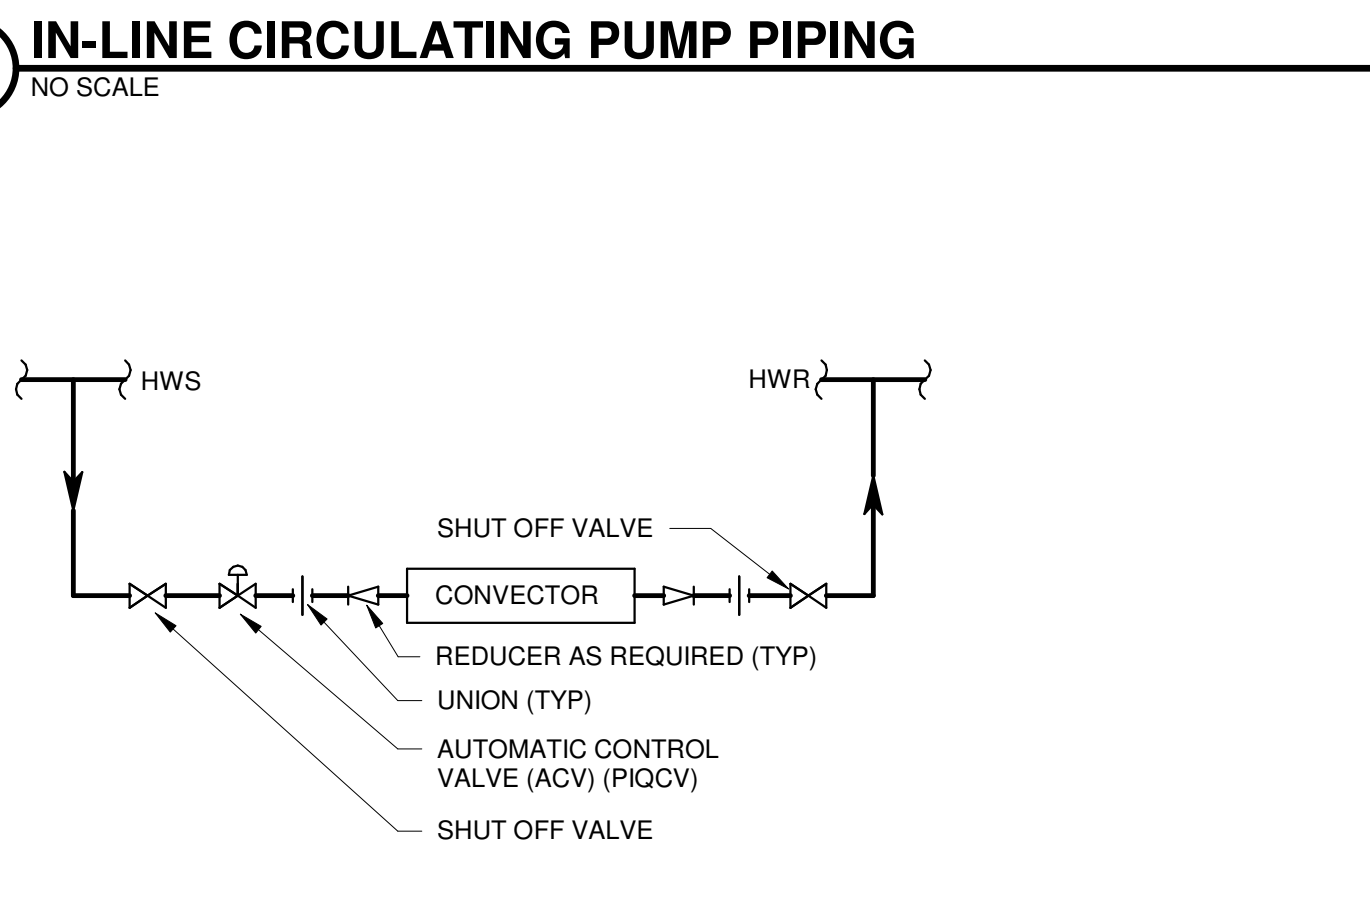 IN-LINE CIRCULATING PUMP PIPING
NO SCALE
HWS
HWR
SHUT OFF VALVE
CONVECTOR
REDUCER AS REQUIRED (TYP)
UNION (TYP)
AUTOMATIC CONTROL
VALVE (ACV) (PIQCV)
SHUT OFF VALVE